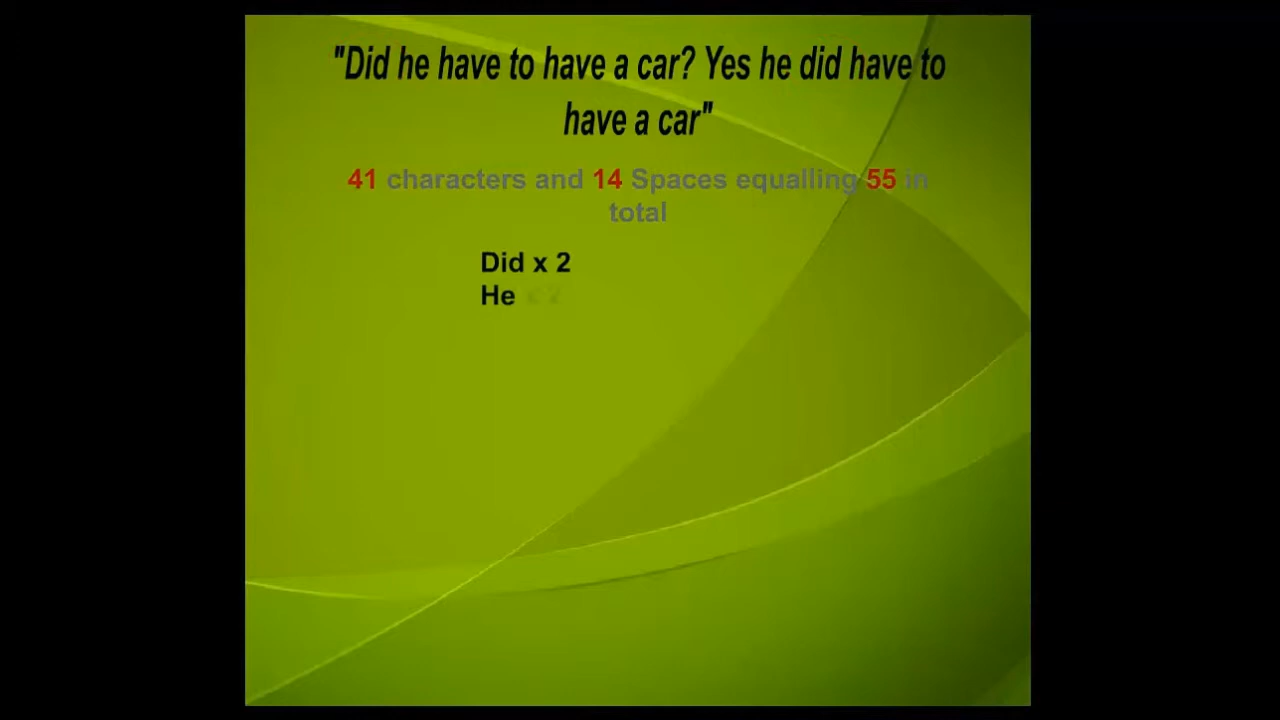 "Did he have to have a car? Yes he did have to
have a car"
41 characters and 14 Spaces equalling 55 in
total
Did x 2
He